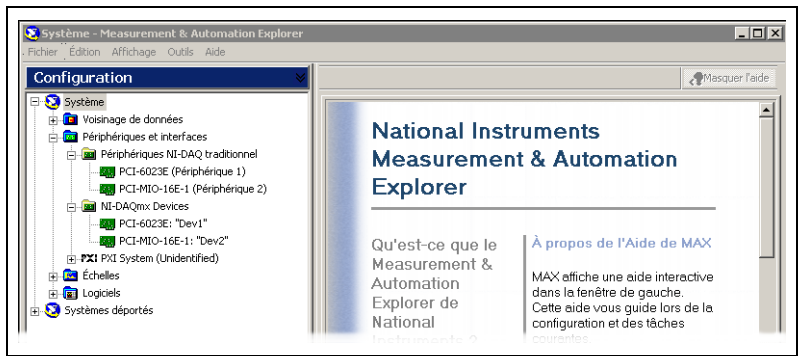 Système - Measurement & Automation Explorer
Fichier Édition Affichage Outils Aide
Configuration
Masquer l'aide
Système
Voisinage de données
Périphériques et interfaces
Périphériques NI-DAQ traditionnel
PCI-6023E (Périphérique 1)
PCI-MIO-16E-1 (Périphérique 2)
NI-DAQmx Devices
PCI-6023E: "Dev1"
PCI-MIO-16E-1: "Dev2"
PXI PXI System (Unidentified)
Échelles
Logiciels
Systèmes déportés
National Instruments
Measurement & Automation
Explorer
Qu'est-ce que le
Measurement &
Automation
Explorer de
National
Instruments ?
À propos de l'Aide de MAX
MAX affiche une aide interactive
dans la fenêtre de gauche.
Cette aide vous guide lors de la
configuration et des tâches
courantes